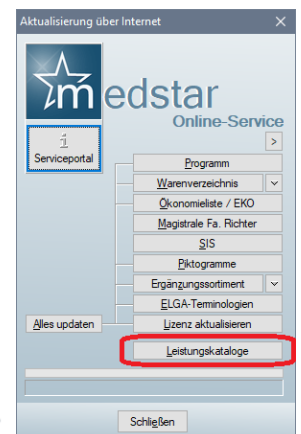 Aktualisierung über Internet
medstar
Online-Service
i
Serviceportal
>
Programm
Warenverzeichnis
Ökonomieliste / EKO
Magistrale Fa. Richter
SIS
Piktogramme
Ergänzungssortiment
ELGA-Terminologien
Alles updaten
Lizenz aktualisieren
Leistungskataloge
Schließen